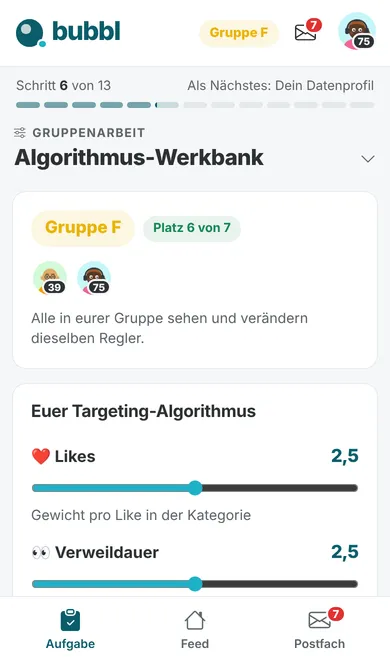 bubbl
Gruppe F
7
75
Schritt 6 von 13
Als Nächstes: Dein Datenprofil
GRUPPENARBEIT
Algorithmus-Werkbank
Gruppe F
Platz 6 von 7
39
75
Alle in eurer Gruppe sehen und verändern
dieselben Regler.
Euer Targeting-Algorithmus
❤️ Likes
2,5
Gewicht pro Like in der Kategorie
👀 Verweildauer
2,5
Aufgabe
Feed
7
Postfach